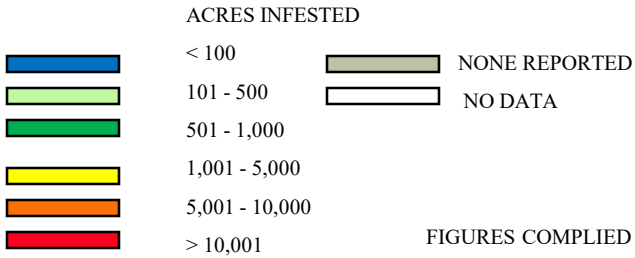 ACRES INFESTED
< 100
NONE REPORTED
101 - 500
NO DATA
501 - 1,000
1,001 - 5,000
5,001 - 10,000
> 10,001
FIGURES COMPLIED